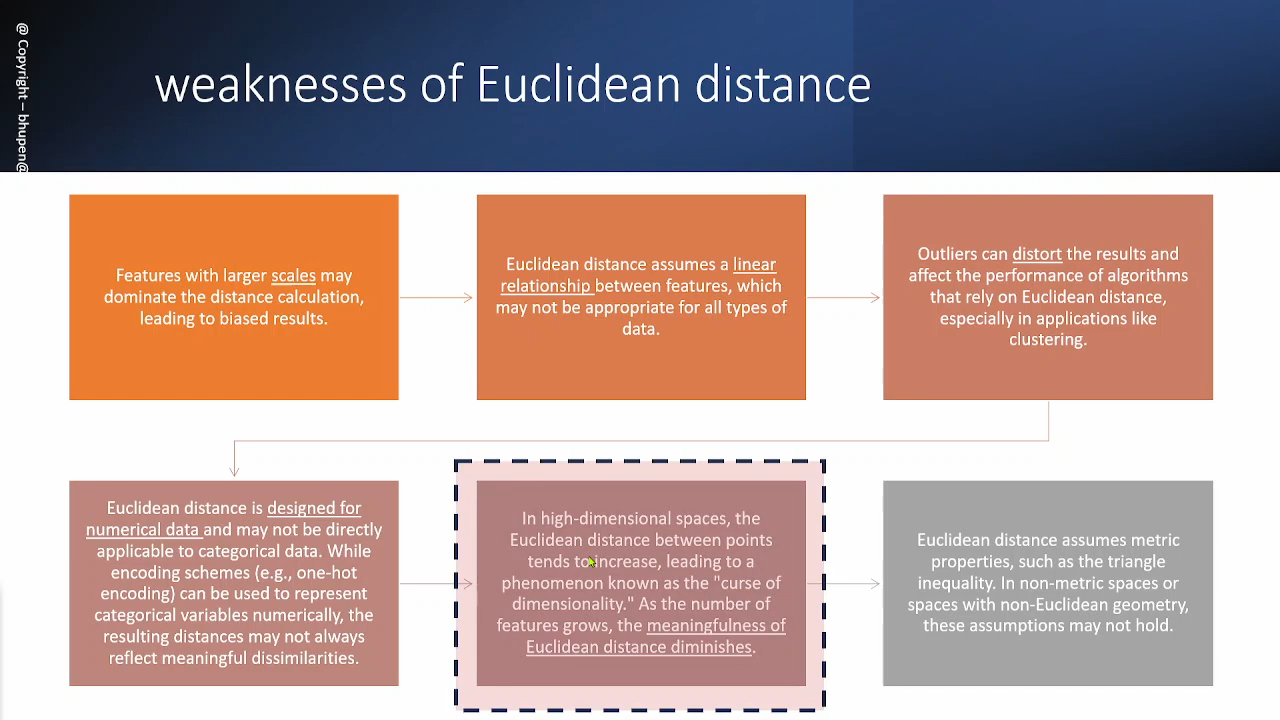 @ Copyright – bhupen@
weaknesses of Euclidean distance
Features with larger scales may
dominate the distance calculation,
leading to biased results.
Euclidean distance assumes a linear
relationship between features, which
may not be appropriate for all types of
data.
Outliers can distort the results and
affect the performance of algorithms
that rely on Euclidean distance,
especially in applications like
clustering.
Euclidean distance is designed for
numerical data and may not be directly
applicable to categorical data. While
encoding schemes (e.g., one-hot
encoding) can be used to represent
categorical variables numerically, the
resulting distances may not always
reflect meaningful dissimilarities.
In high-dimensional spaces, the
Euclidean distance between points
tends to increase, leading to a
phenomenon known as the "curse of
dimensionality." As the number of
features grows, the meaningfulness of
Euclidean distance diminishes.
Euclidean distance assumes metric
properties, such as the triangle
inequality. In non-metric spaces or
spaces with non-Euclidean geometry,
these assumptions may not hold.